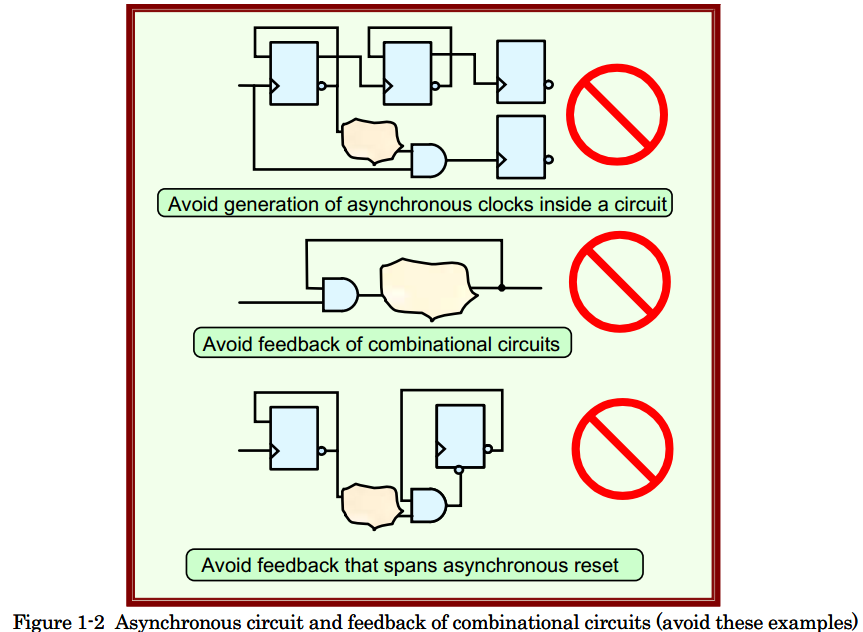 Avoid generation of asynchronous clocks inside a circuit
Avoid feedback of combinational circuits
Avoid feedback that spans asynchronous reset
Figure 1-2  Asynchronous circuit and feedback of combinational circuits (avoid these examples)